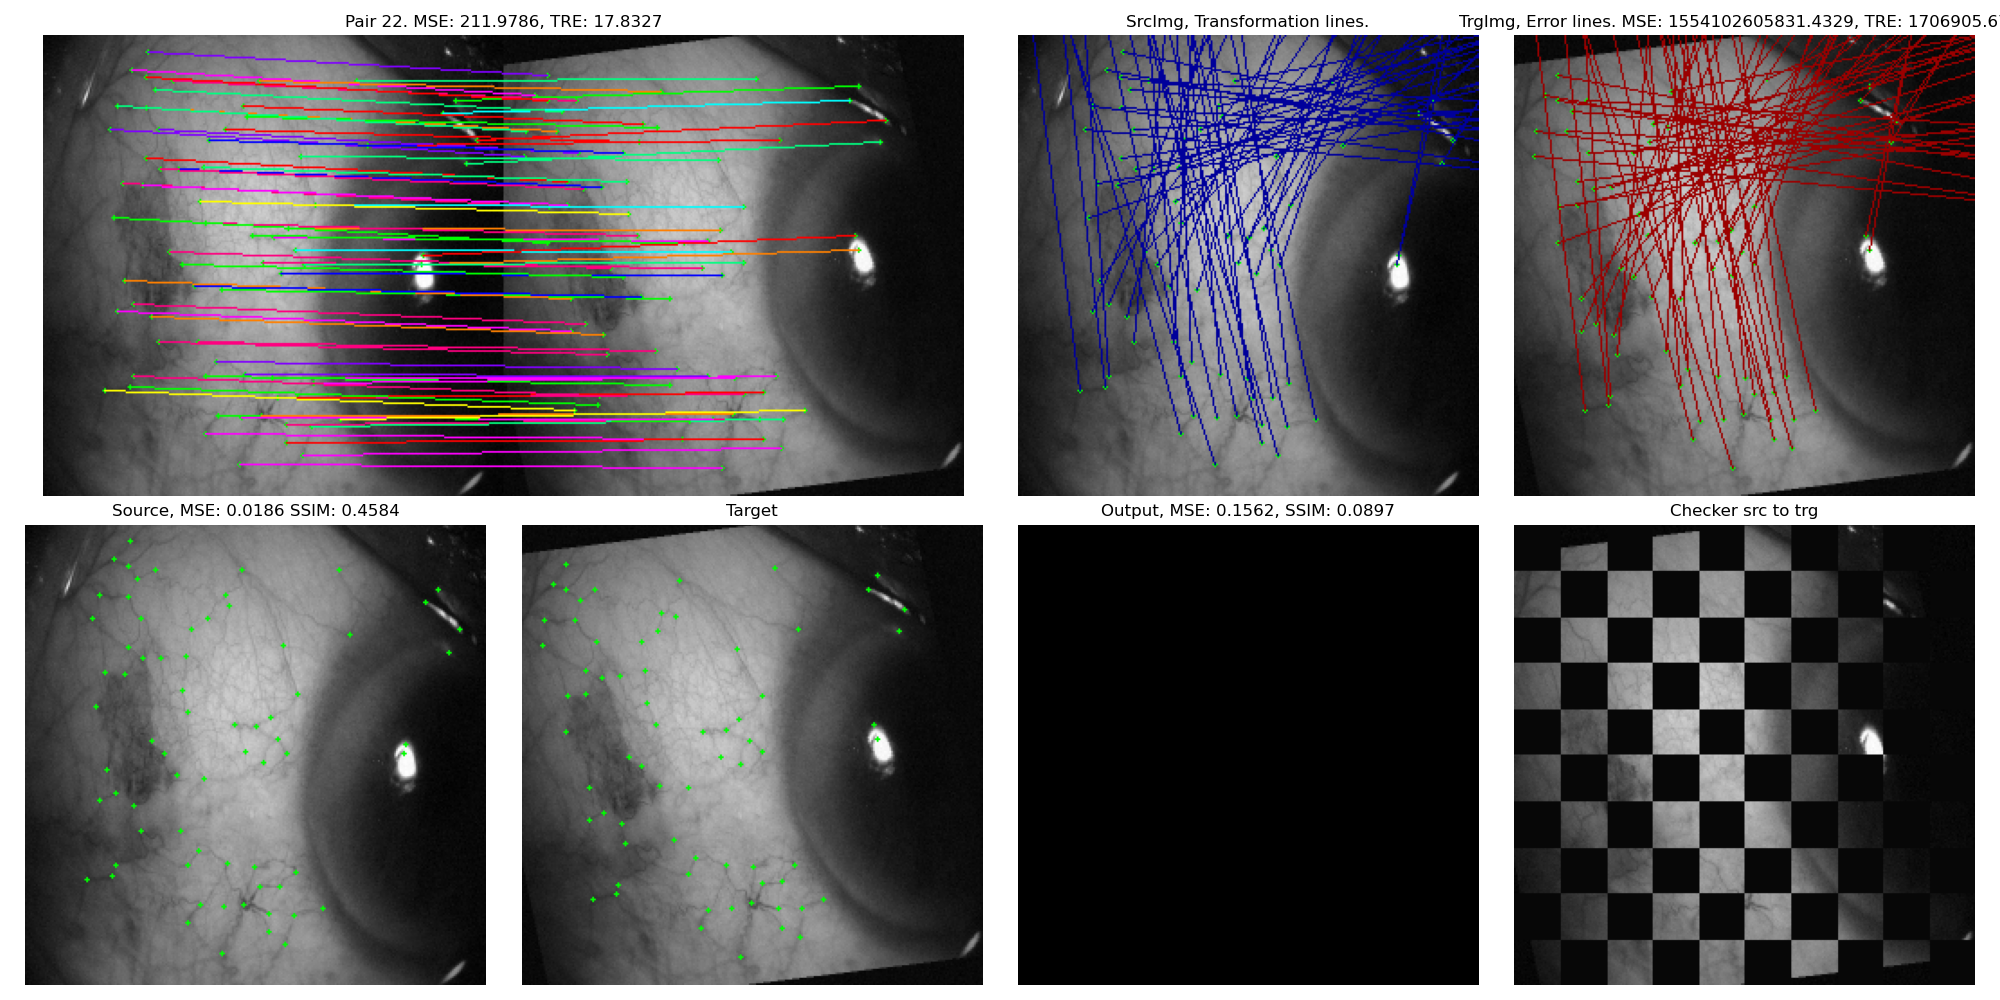 Pair 22. MSE: 211.9786, TRE: 17.8327
SrcImg, Transformation lines.
TrgImg, Error lines. MSE: 1554102605831.4329, TRE: 1706905.6
Source, MSE: 0.0186 SSIM: 0.4584
Target
Output, MSE: 0.1562, SSIM: 0.0897
Checker src to trg